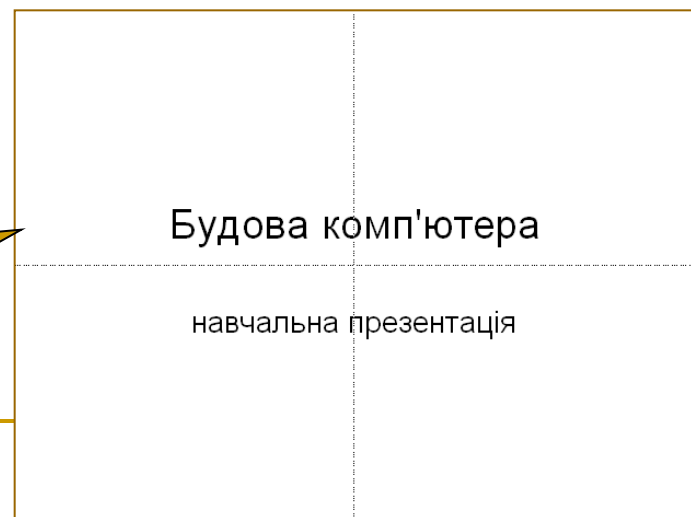 Будова комп'ютера
навчальна презентація